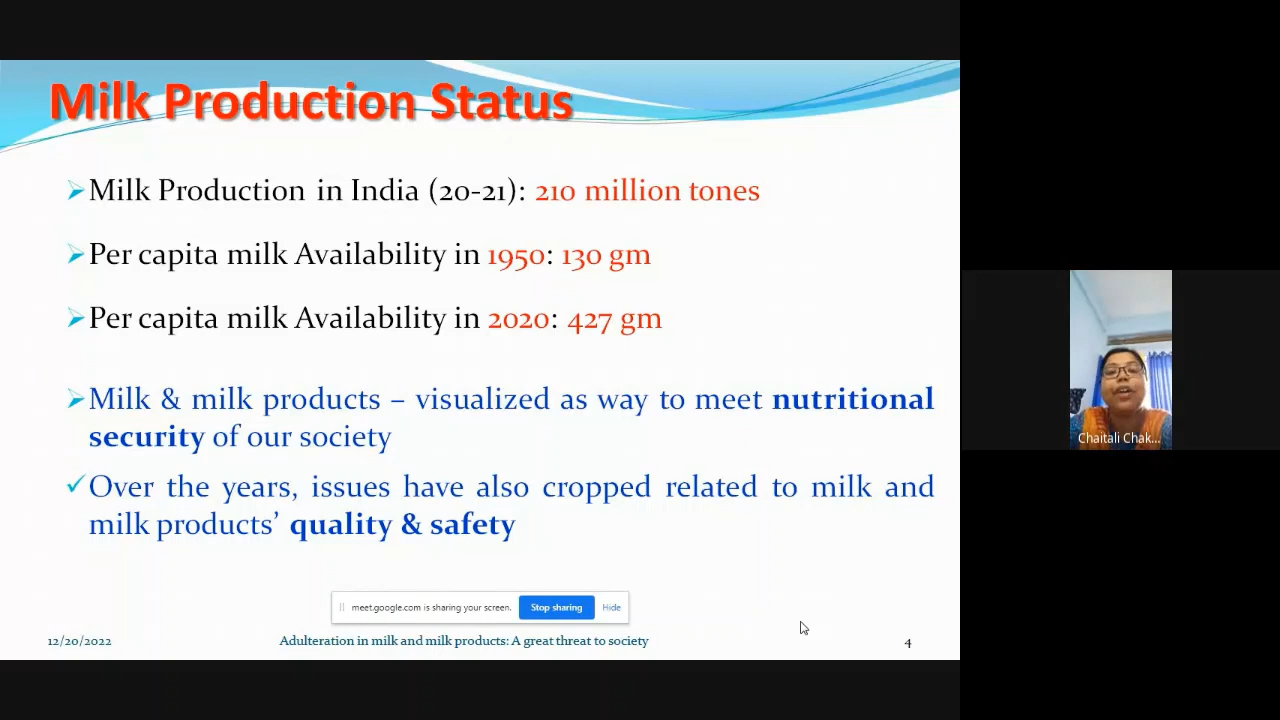 Milk Production Status
Milk Production in India (20-21): 210 million tones
Per capita milk Availability in 1950: 130 gm
Per capita milk Availability in 2020: 427 gm
Milk & milk products – visualized as way to meet nutritional
security of our society
Over the years, issues have also cropped related to milk and
milk products’ quality & safety
meet.google.com is sharing your screen. Stop sharing Hide
12/20/2022 Adulteration in milk and milk products: A great threat to society 4
Chaitali Chak...